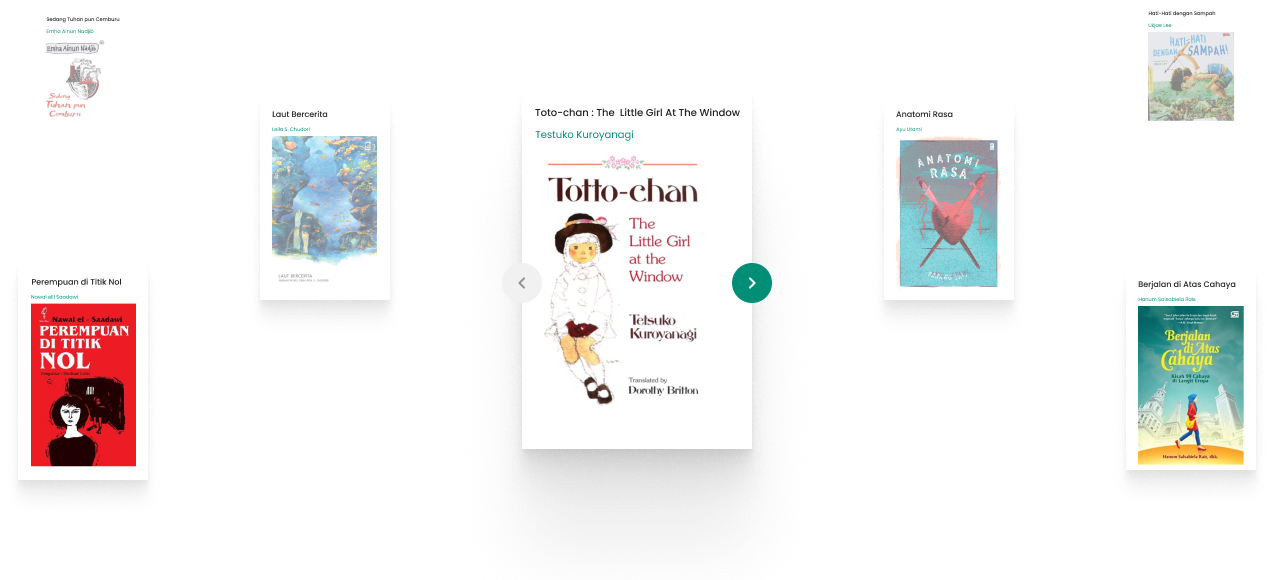 Sedang Tuhan pun Cemburu
Emha Ainun Nadjib
Emha Ainun Nadjib
Sedang
Tuhan pun
Cemburu
Perempuan di Titik Nol
Nawal el Saadawi
Nawal el - Saadawi
PEREMPUAN
DI TITIK
NOL
Laut Bercerita
Leila S. Chudori
LAUT BERCERITA
Toto-chan : The Little Girl At The Window
Testuko Kuroyanagi
Totto-chan
The
Little Girl
at the
Window
Tetsuko
Kuroyanagi
Translated by
Dorothy Britton
Anatomi Rasa
Ayu Utami
ANATOMI
RASA
Hati-Hati dengan Sampah
Ukjae Lee
HATI-HATI
DENGAN SAMPAH!
Berjalan di Atas Cahaya
Hanum Salsabiela Rais
Berjalan
di Atas
Cahaya
Kisah 99 Cahaya
di Langit Eropa
Hanum Salsabiela Rais, dkk.